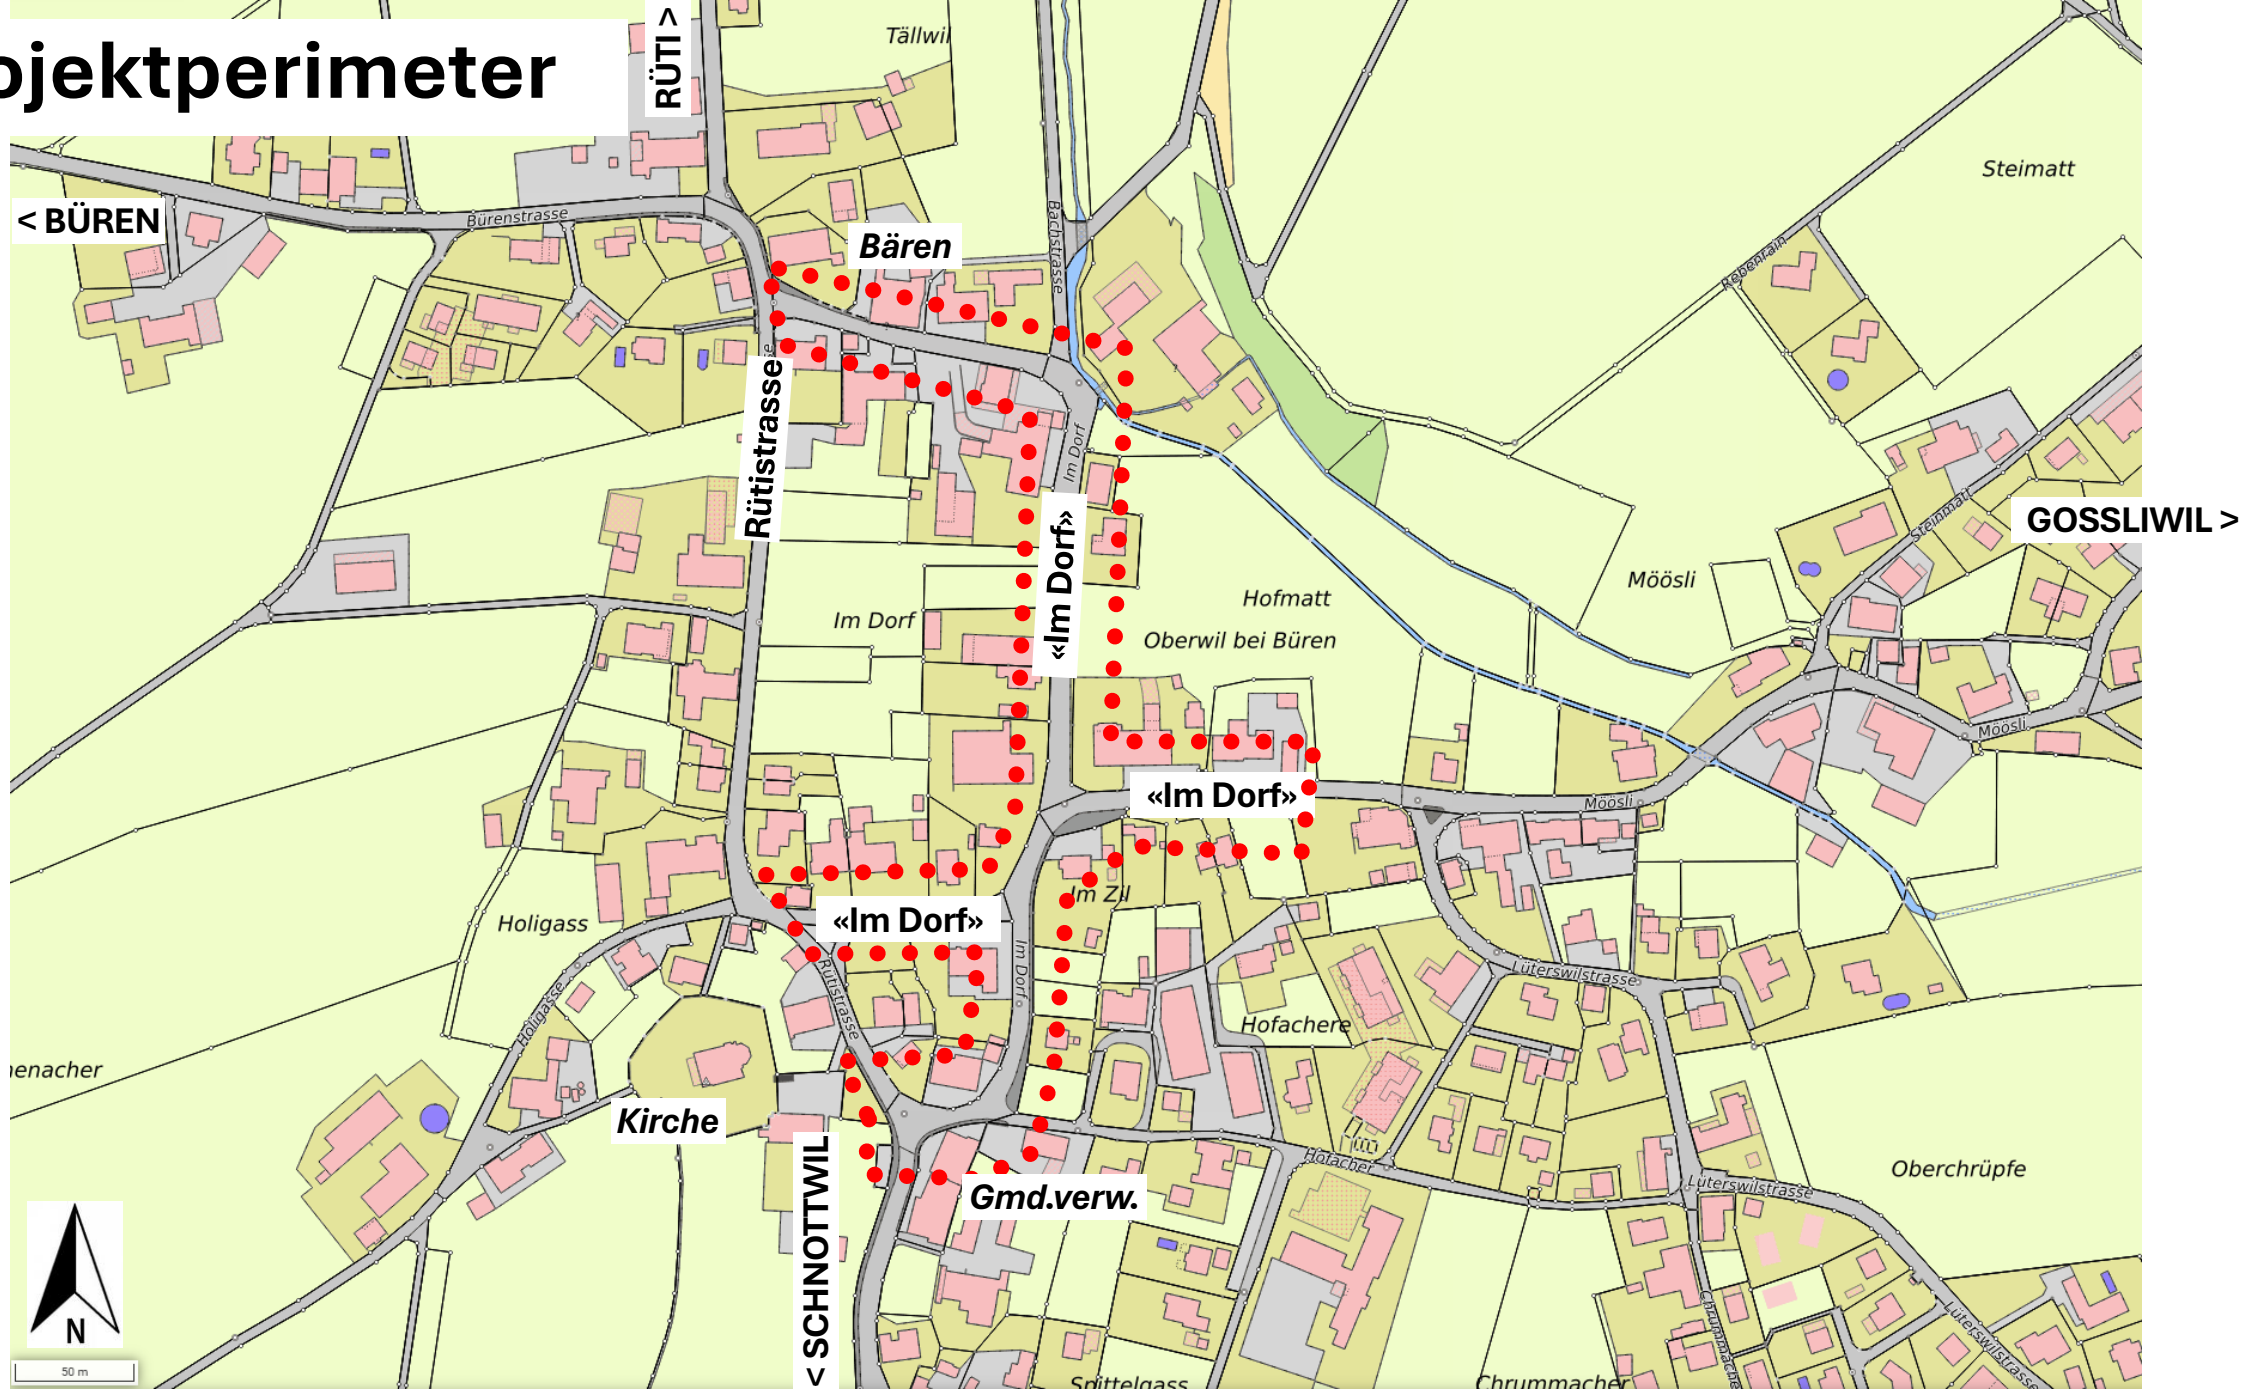 ojektperimeter
RÜTI >
Tällwil
Steimatt
< BÜREN
Bürenstrasse
Bären
Bachstrasse
Rebenrain
Rütistrasse
Im Dorf
«Im Dorf»
Steinmatt
GOSSLIWIL >
Möösli
Hofmatt
Im Dorf
Oberwil bei Büren
Möösli
«Im Dorf»
Möösli
Im Zil
Holigass
«Im Dorf»
Im Dorf
Rütistrasse
Lüterswilstrasse
Holigasse
Hofachere
enacher
Kirche
Hofacher
Oberchrüpfe
Lüterswilstrasse
Gmd.verw.
< SCHNOTTWIL
N
50 m
Chrummacher
Lüterswilstrasse
Spittelgass
Chrummacher